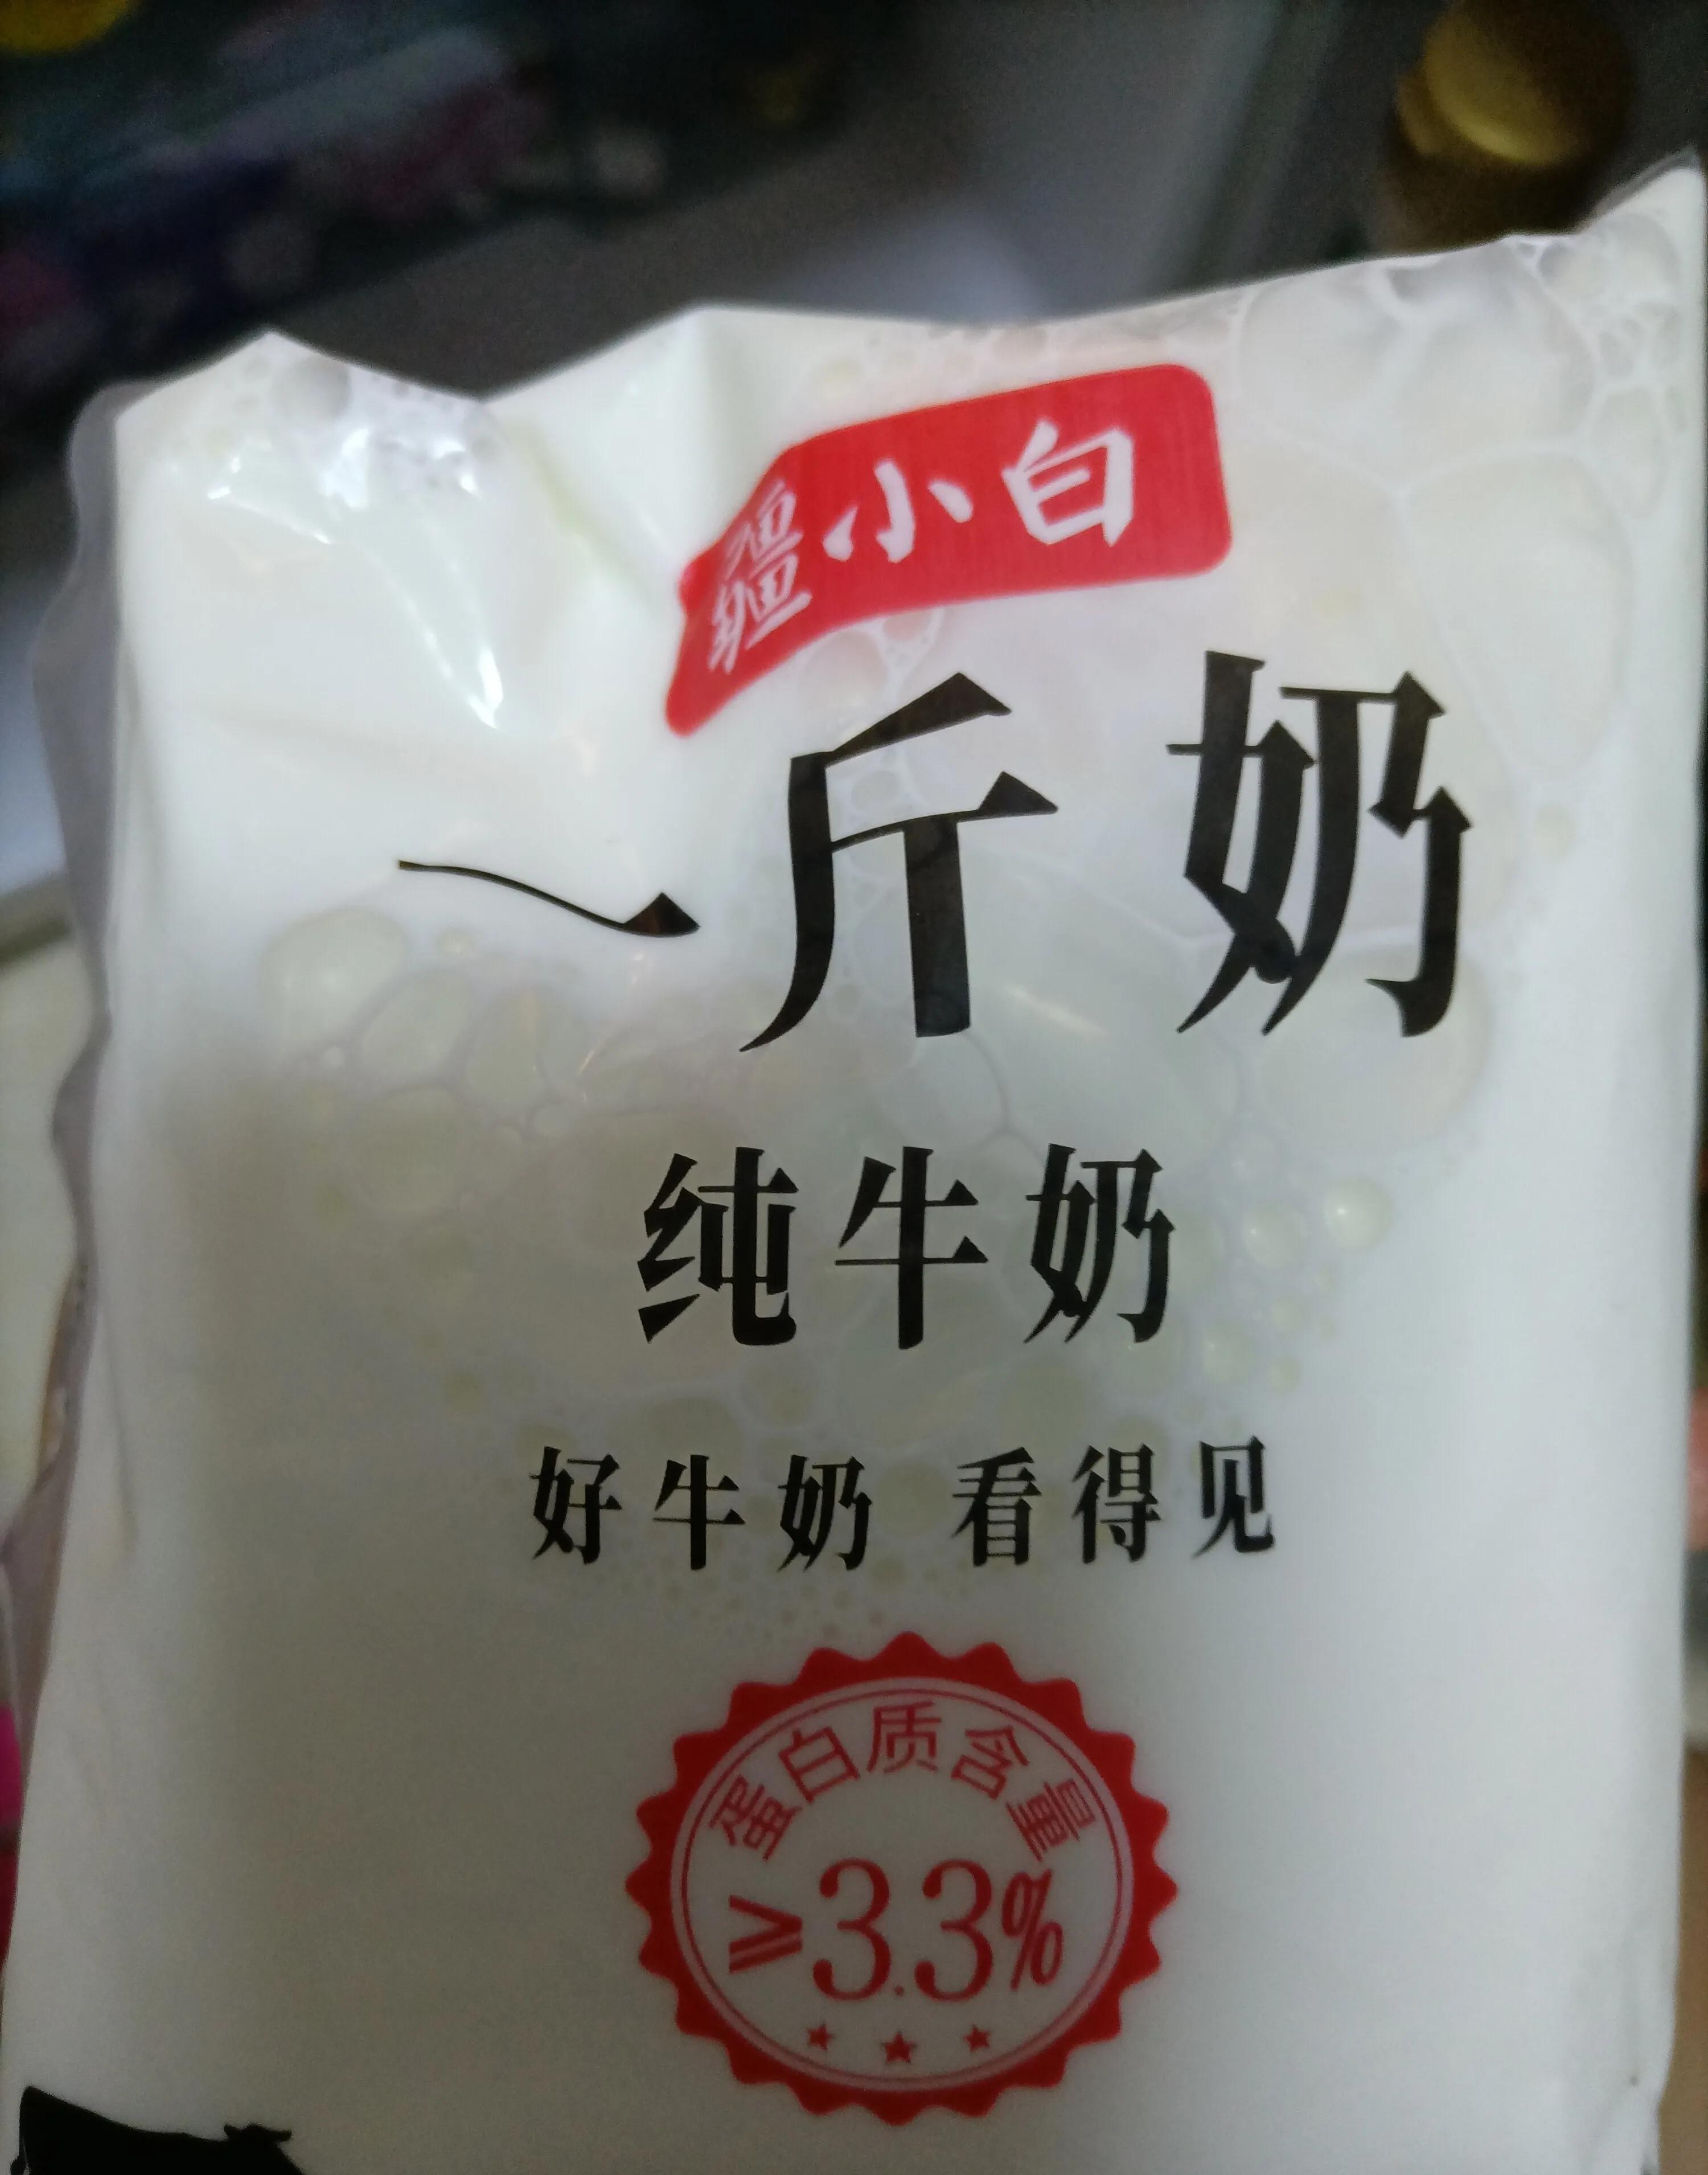 疆小白
一斤奶
纯牛奶
好牛奶 看得见
蛋白质含量
≥3.3%